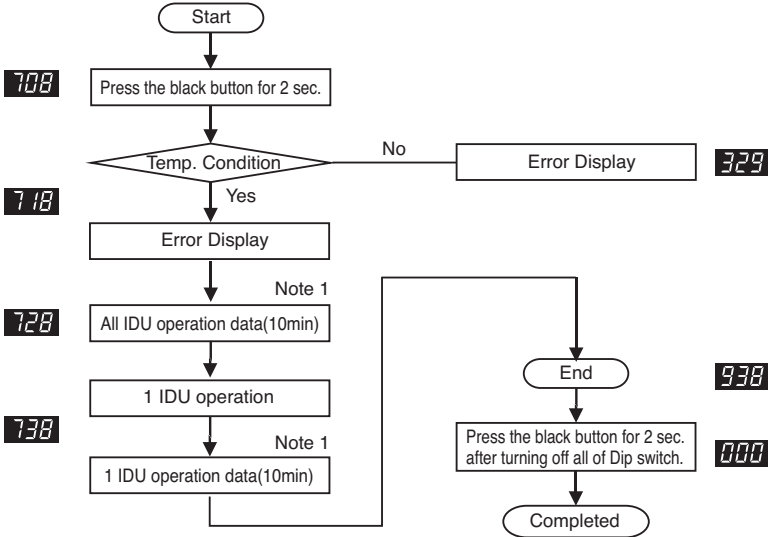 Start
708
Press the black button for 2 sec.
Temp. Condition
No
Error Display
329
Yes
718
Error Display
Note 1
728
All IDU operation data(10min)
1 IDU operation
738
Note 1
1 IDU operation data(10min)
End
938
Press the black button for 2 sec.
after turning off all of Dip switch.
000
Completed